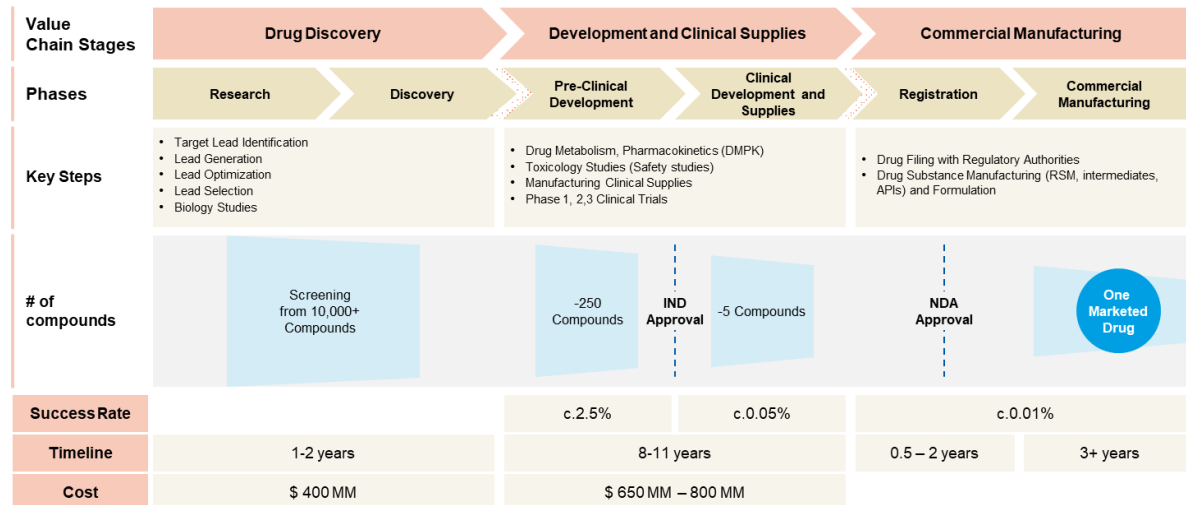 Value
Chain Stages
Drug Discovery
Development and Clinical Supplies
Commercial Manufacturing
Phases
Research
Discovery
Pre-Clinical
Development
Clinical
Development and
Supplies
Registration
Commercial
Manufacturing
Key Steps
• Target Lead Identification
• Lead Generation
• Lead Optimization
• Lead Selection
• Biology Studies
• Drug Metabolism, Pharmacokinetics (DMPK)
• Toxicology Studies (Safety studies)
• Manufacturing Clinical Supplies
• Phase 1, 2,3 Clinical Trials
• Drug Filing with Regulatory Authorities
• Drug Substance Manufacturing (RSM, intermediates,
APIs) and Formulation
# of
compounds
Screening
from 10,000+
Compounds
-250
Compounds
IND
Approval
-5 Compounds
NDA
Approval
One
Marketed
Drug
Success Rate
c.2.5%
c.0.05%
c.0.01%
Timeline
1-2 years
8-11 years
0.5 – 2 years
3+ years
Cost
$ 400 MM
$ 650 MM – 800 MM